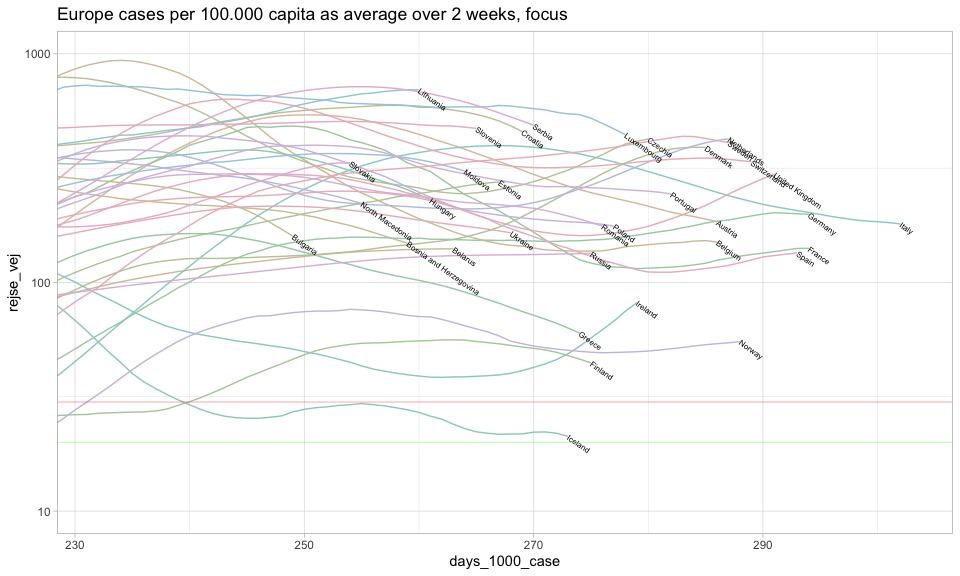 Europe cases per 100.000 capita as average over 2 weeks, focus
1000
Lithuania
Serbia
Slovenia
Croatia
Luxembourg
Czechia
Netherlands
Denmark
Switzerland
United Kingdom
Slovakia
Moldova
Estonia
Hungary
Portugal
North Macedonia
Germany
Italy
Austria
Poland
Romania
Ukraine
Bulgaria
Bosnia and Herzegovina
Belarus
Russia
Belgium
France
Spain
100
Ireland
Greece
Norway
Finland
Iceland
10
rejse_vej
230
250
270
290
days_1000_case